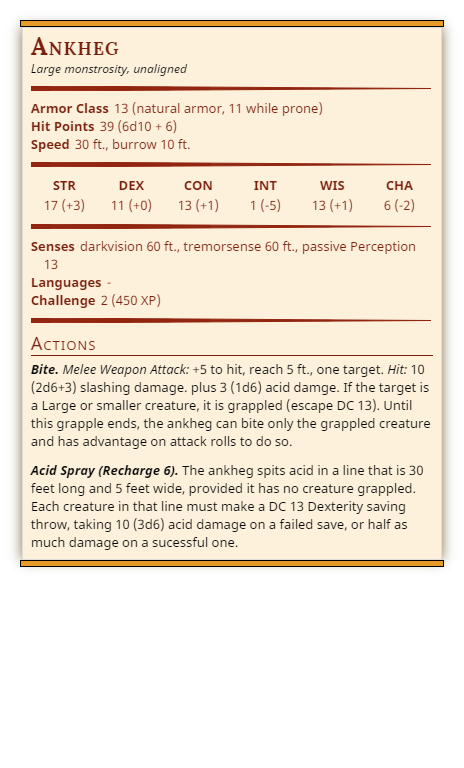 Ankheg
Large monstrosity, unaligned
Armor Class 13 (natural armor, 11 while prone)
Hit Points 39 (6d10 + 6)
Speed 30 ft., burrow 10 ft.
STR DEX CON INT WIS CHA
17 (+3) 11 (+0) 13 (+1) 1 (-5) 13 (+1) 6 (-2)
Senses darkvision 60 ft., tremorsense 60 ft., passive Perception
13
Languages -
Challenge 2 (450 XP)
Actions
Bite. Melee Weapon Attack: +5 to hit, reach 5 ft., one target. Hit: 10
(2d6+3) slashing damage. plus 3 (1d6) acid damge. If the target is
a Large or smaller creature, it is grappled (escape DC 13). Until
this grapple ends, the ankheg can bite only the grappled creature
and has advantage on attack rolls to do so.
Acid Spray (Recharge 6). The ankheg spits acid in a line that is 30
feet long and 5 feet wide, provided it has no creature grappled.
Each creature in that line must make a DC 13 Dexterity saving
throw, taking 10 (3d6) acid damage on a failed save, or half as
much damage on a sucessful one.